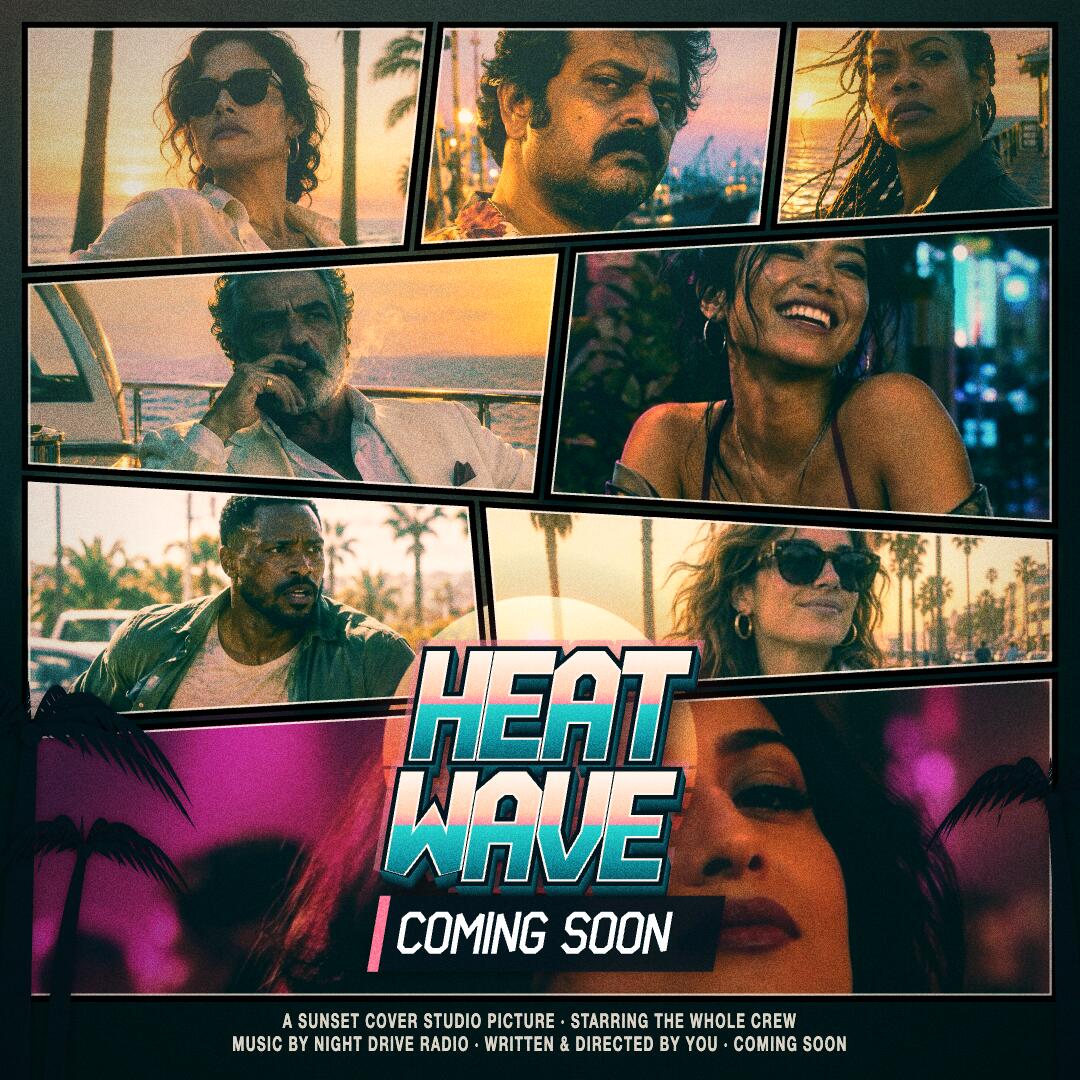 HEAT
WAVE
COMING SOON
A SUNSET COVER STUDIO PICTURE · STARRING THE WHOLE CREW
MUSIC BY NIGHT DRIVE RADIO · WRITTEN & DIRECTED BY YOU · COMING SOON